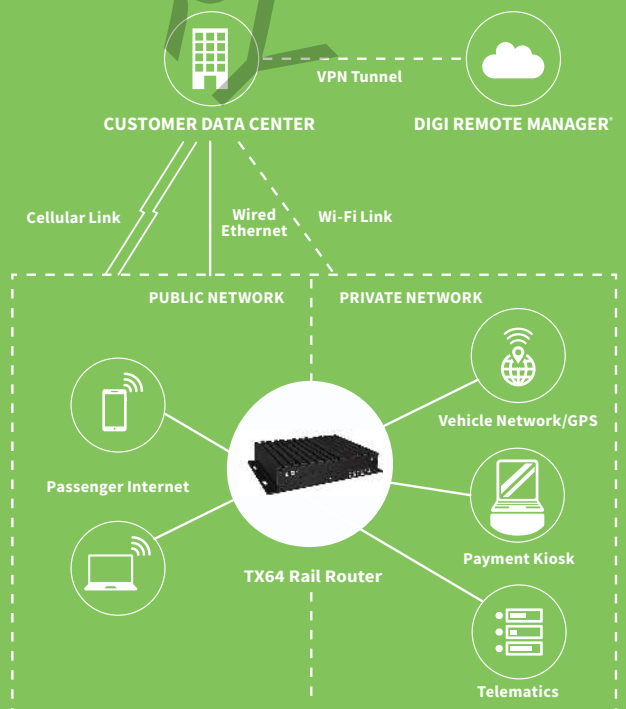 VPN Tunnel
CUSTOMER DATA CENTER
DIGI REMOTE MANAGER®
Cellular Link
Wired
Ethernet
Wi-Fi Link
PUBLIC NETWORK
PRIVATE NETWORK
Vehicle Network/GPS
Passenger Internet
Payment Kiosk
TX64 Rail Router
Telematics